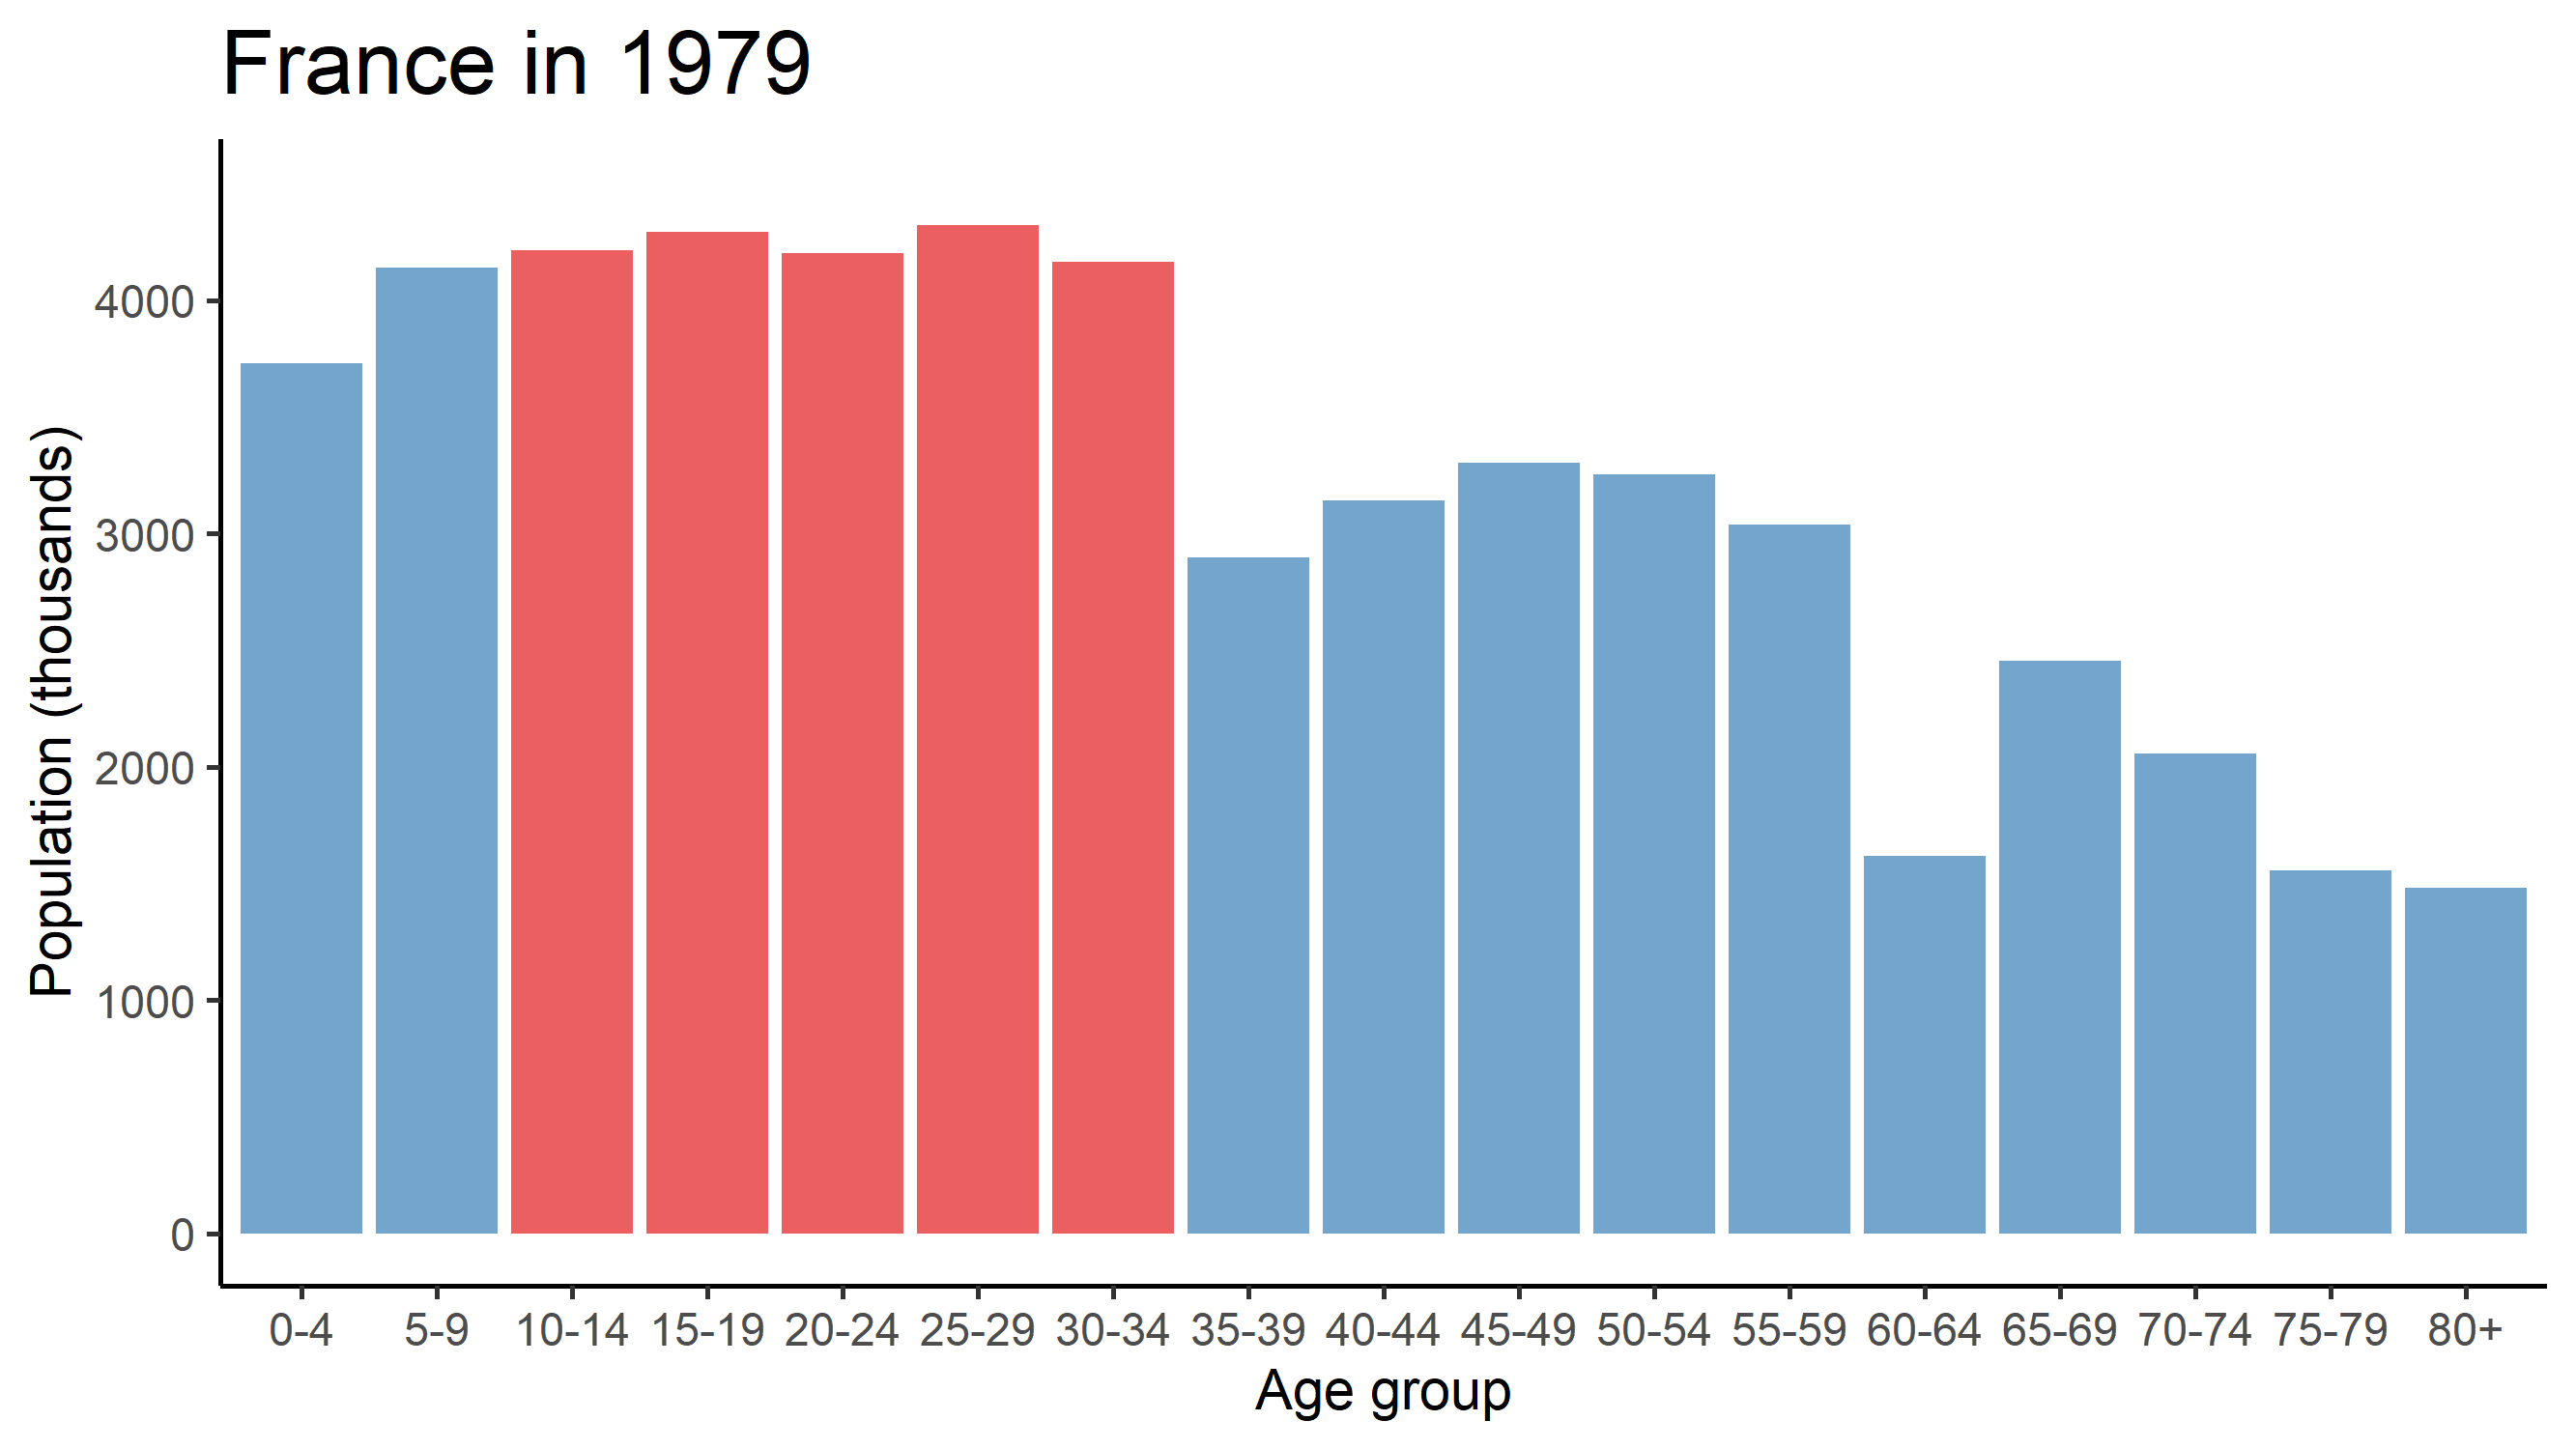 France in 1979
Population (thousands)
4000
3000
2000
1000
0
0-4 5-9 10-14 15-19 20-24 25-29 30-34 35-39 40-44 45-49 50-54 55-59 60-64 65-69 70-74 75-79 80+
Age group